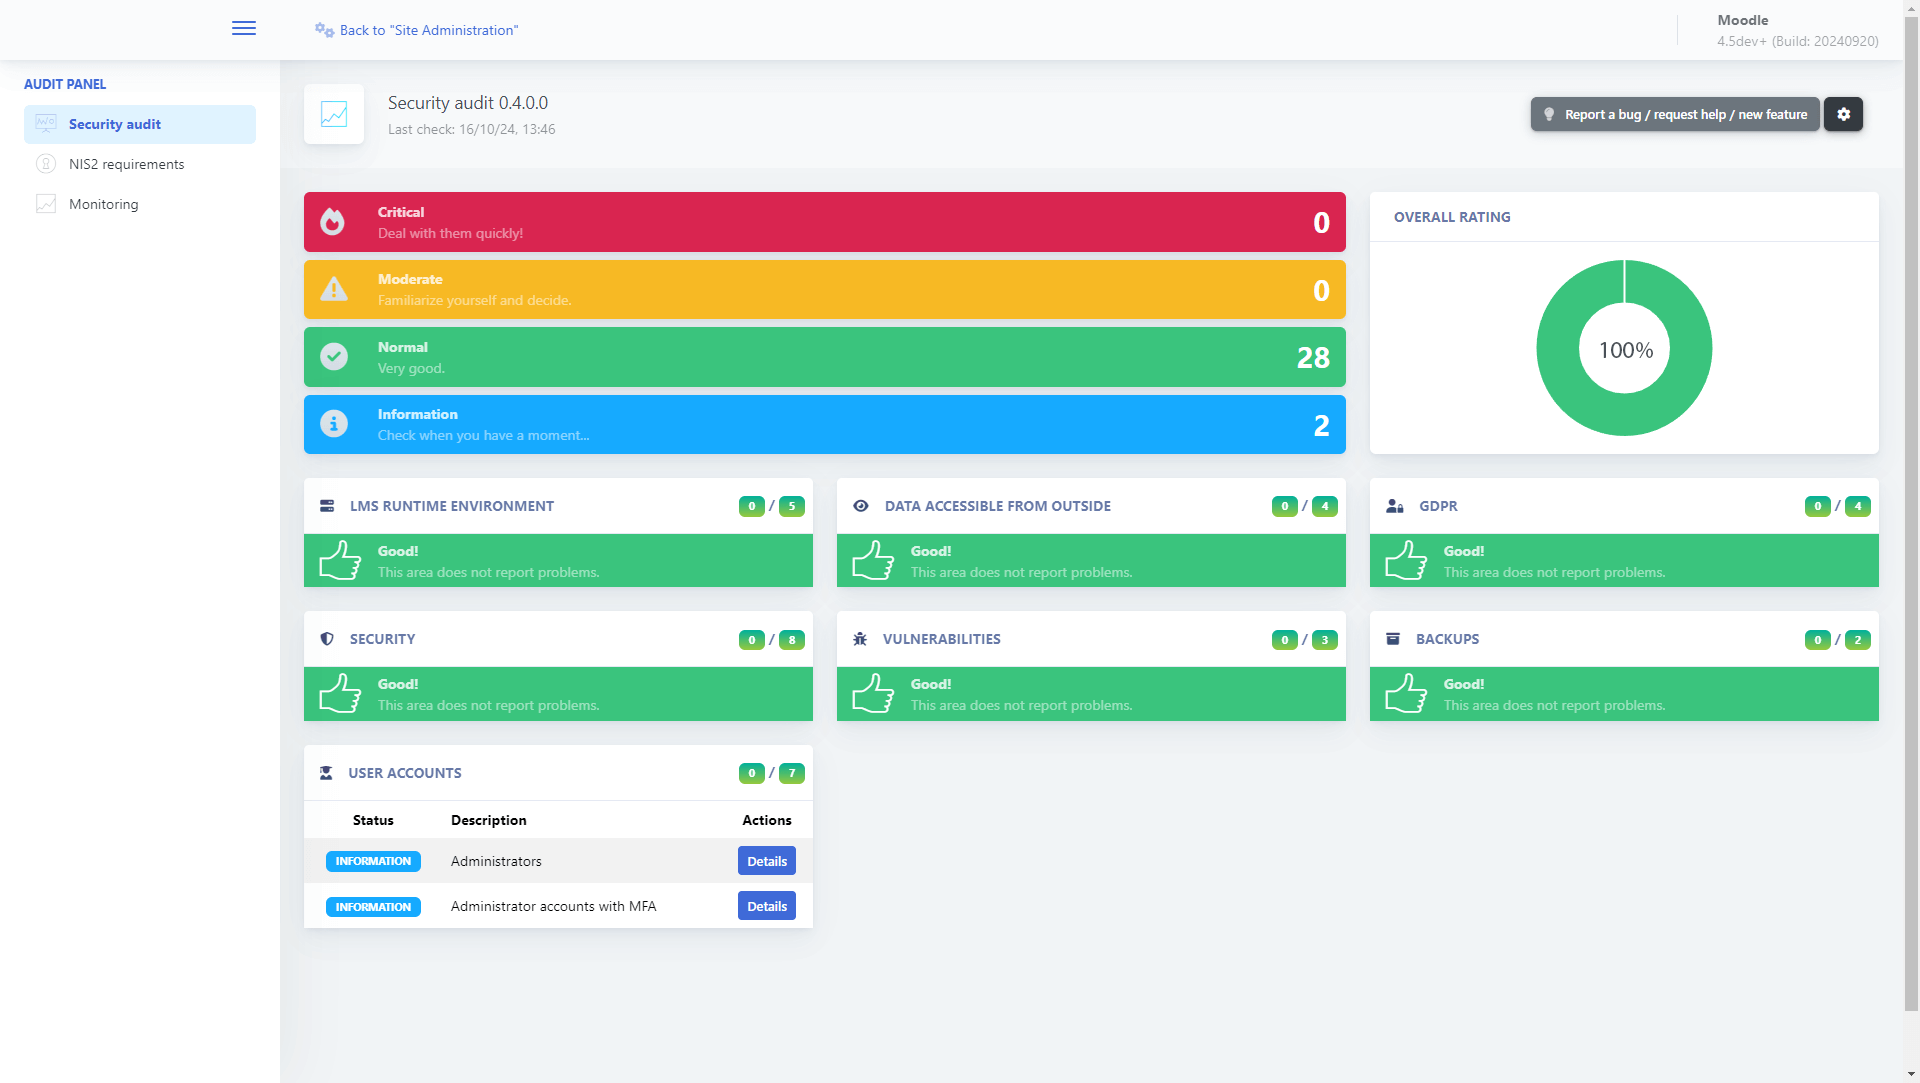 Back to "Site Administration"
Moodle
4.5dev+ (Build: 20240920)
AUDIT PANEL
Security audit
NIS2 requirements
Monitoring
Security audit 0.4.0.0
Last check: 16/10/24, 13:46
Report a bug / request help / new feature
Critical
Deal with them quickly!
0
Moderate
Familiarize yourself and decide.
0
Normal
Very good.
28
Information
Check when you have a moment...
2
OVERALL RATING
100%
LMS RUNTIME ENVIRONMENT 0 / 5
Good!
This area does not report problems.
DATA ACCESSIBLE FROM OUTSIDE 0 / 4
Good!
This area does not report problems.
GDPR 0 / 4
Good!
This area does not report problems.
SECURITY 0 / 8
Good!
This area does not report problems.
VULNERABILITIES 0 / 3
Good!
This area does not report problems.
BACKUPS 0 / 2
Good!
This area does not report problems.
USER ACCOUNTS 0 / 7
Status Description Actions
INFORMATION Administrators Details
INFORMATION Administrator accounts with MFA Details